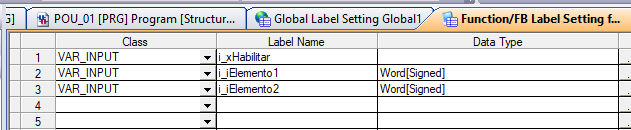 G] POU_01 [PRG] Program [Structur... Global Label Setting Global1 Function/FB Label Setting f...
Class Label Name Data Type
1 VAR_INPUT i_xHabilitar
2 VAR_INPUT i_iElemento1 Word[Signed]
3 VAR_INPUT i_iElemento2 Word[Signed]
4
5